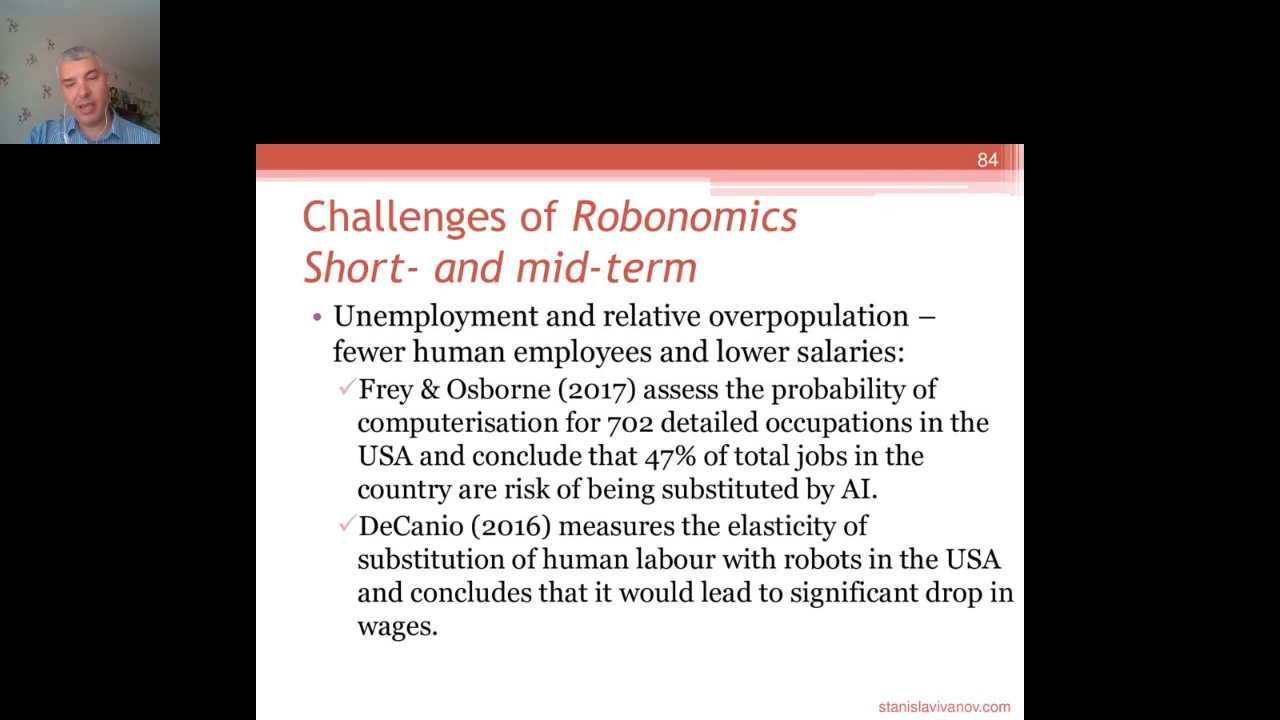 84
Challenges of Robonomics
Short- and mid-term
• Unemployment and relative overpopulation –
fewer human employees and lower salaries:
✓Frey & Osborne (2017) assess the probability of
computerisation for 702 detailed occupations in the
USA and conclude that 47% of total jobs in the
country are risk of being substituted by AI.
✓DeCanio (2016) measures the elasticity of
substitution of human labour with robots in the USA
and concludes that it would lead to significant drop in
wages.
stanislavivanov.com